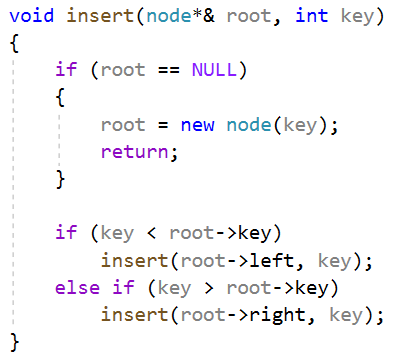 void insert(node*& root, int key)
{
    if (root == NULL)
    {
        root = new node(key);
        return;
    }

    if (key < root->key)
        insert(root->left, key);
    else if (key > root->key)
        insert(root->right, key);
}